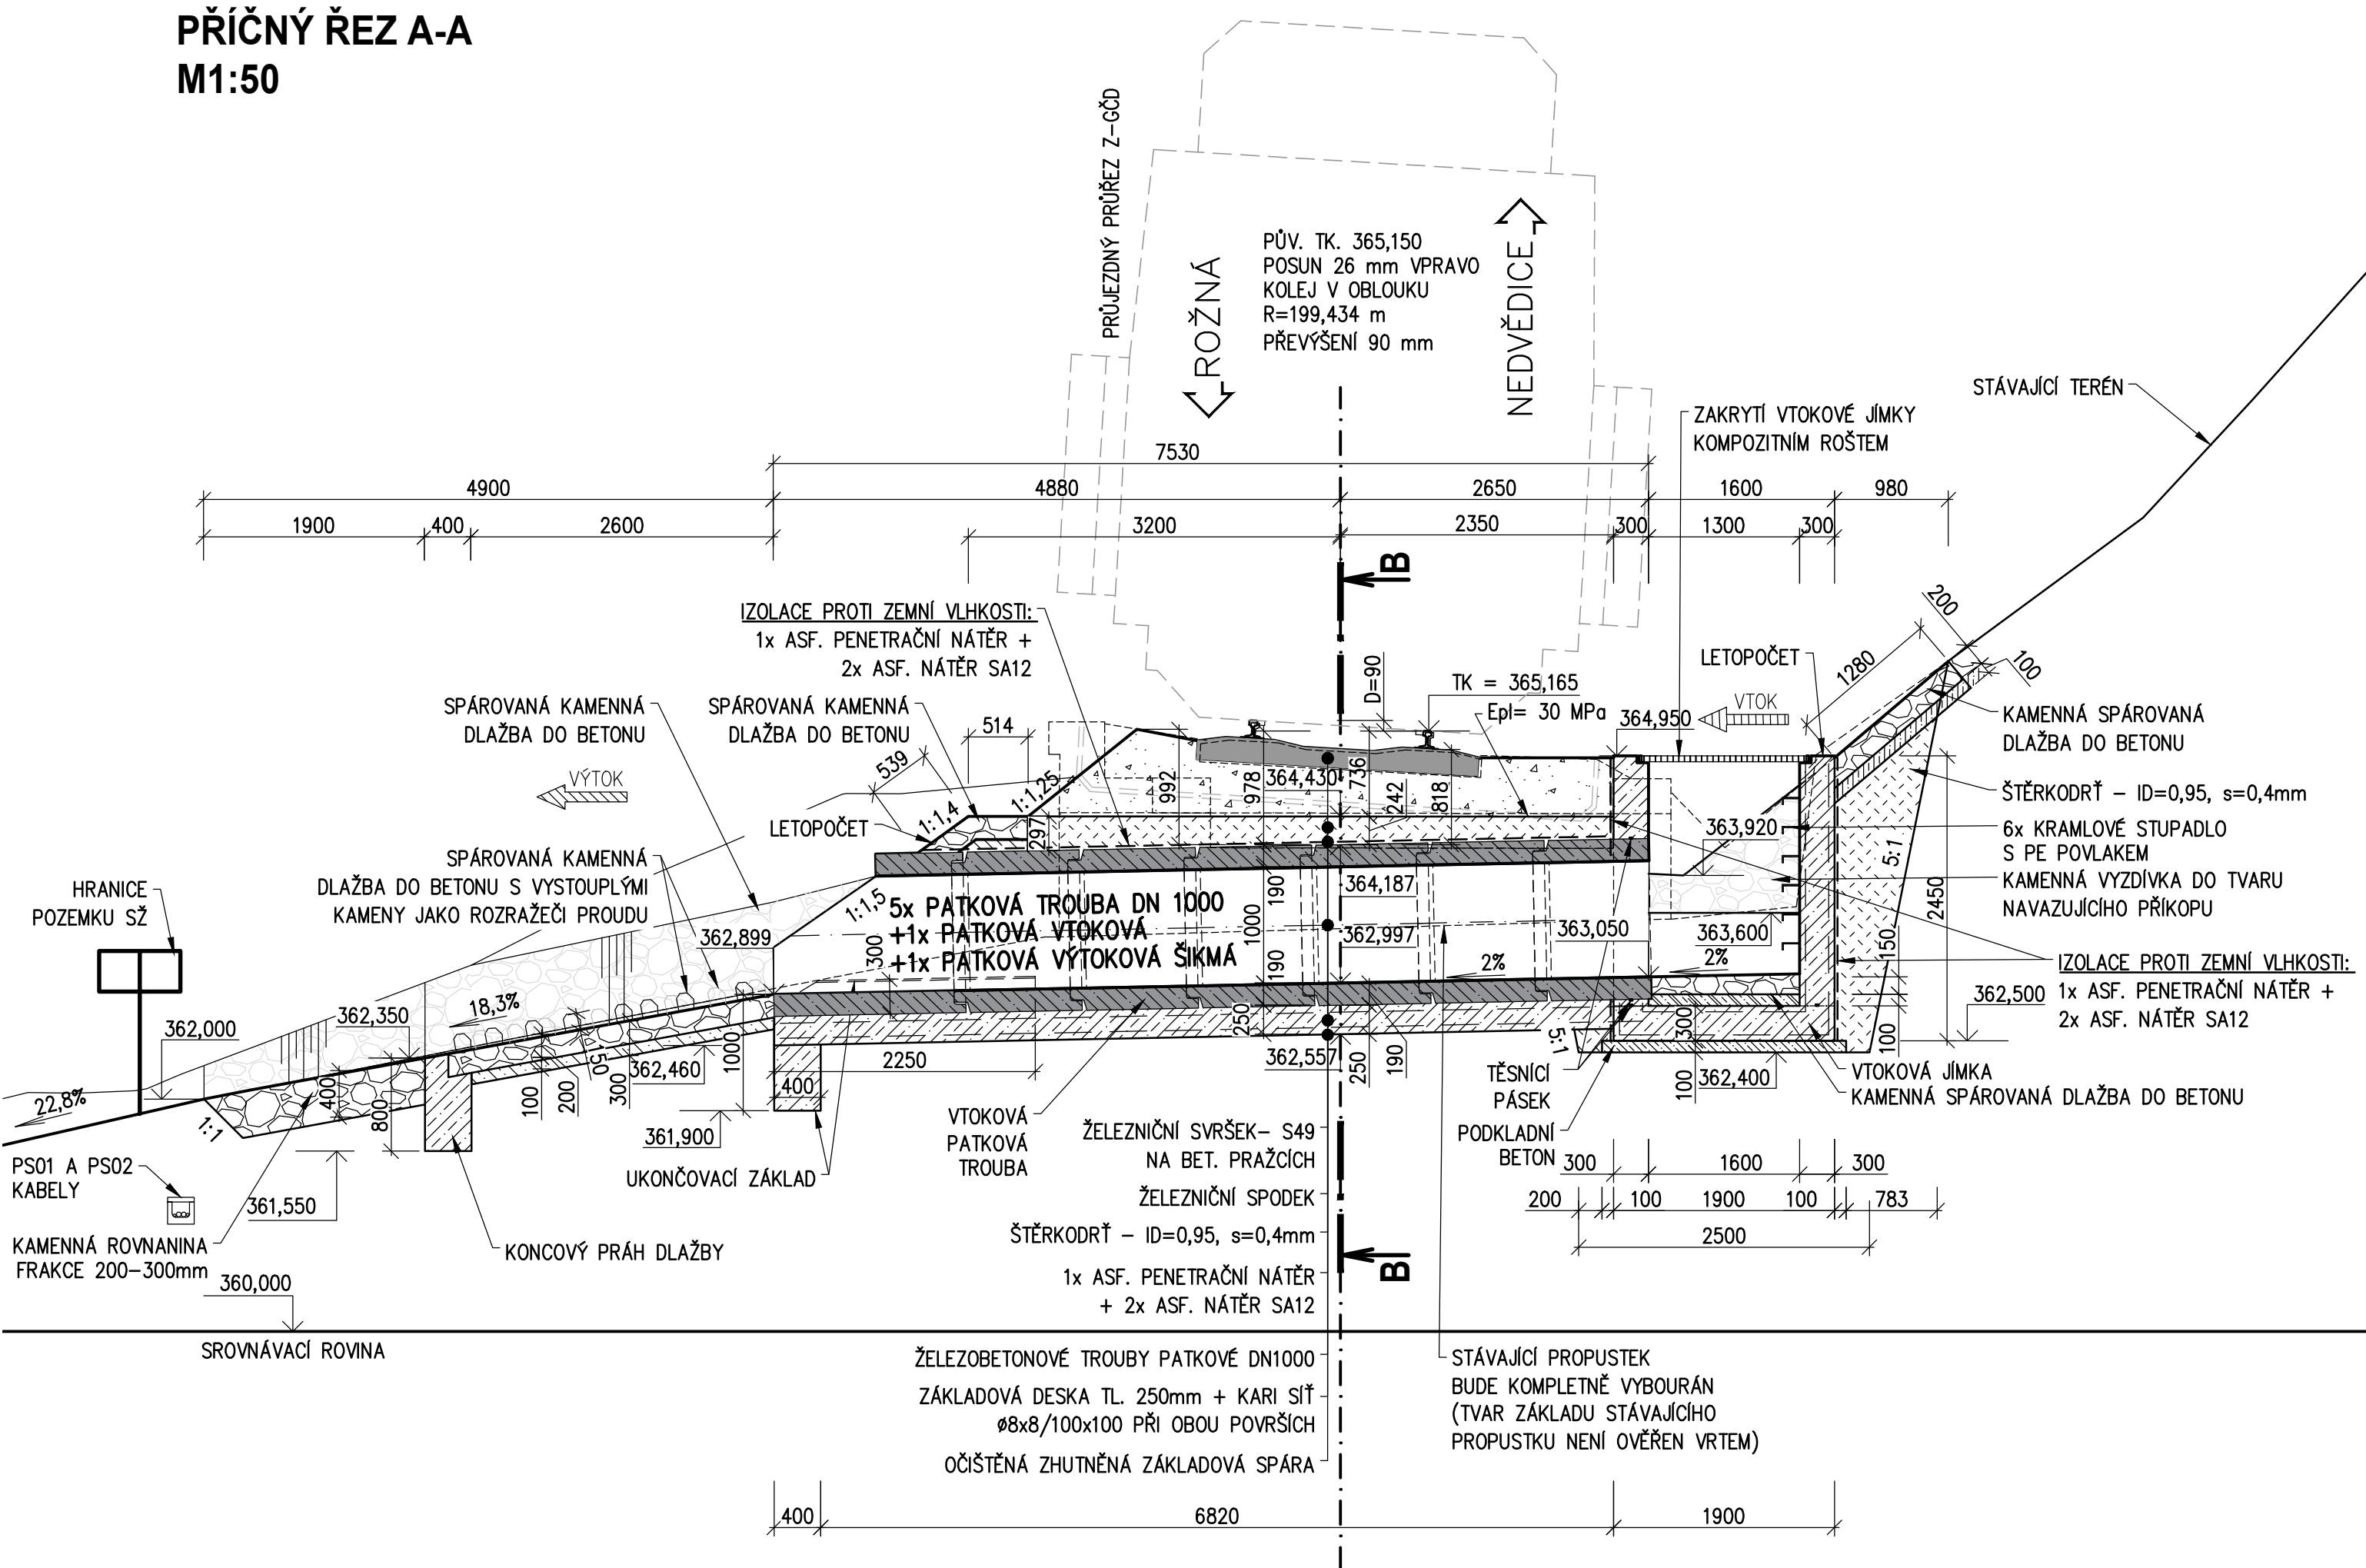 PŘÍČNÝ ŘEZ A-A
M1:50
PRŮJEZDNÝ PRŮŘEZ Z-GČD
ROŽNÁ
NEDVĚDICE
PŮV. TK. 365,150
POSUN 26 mm VPRAVO
KOLEJ V OBLOUKU
R=199,434 m
PŘEVÝŠENÍ 90 mm
STÁVAJÍCÍ TERÉN
ZAKRYTÍ VTOKOVÉ JÍMKY
KOMPOZITNÍM ROŠTEM
7530
4900
4880
2650
1600
980
1900
400
2600
3200
2350
300
1300
300
B
IZOLACE PROTI ZEMNÍ VLHKOSTI:
1x ASF. PENETRAČNÍ NÁTĚR +
2x ASF. NÁTĚR SA12
SPÁROVANÁ KAMENNÁ
DLAŽBA DO BETONU
SPÁROVANÁ KAMENNÁ
DLAŽBA DO BETONU
514
539
1:1,4
1:1,25
VÝTOK
LETOPOČET
D=90
TK = 365,165
Epl= 30 MPa
364,950
VTOK
LETOPOČET
1280
200
100
KAMENNÁ SPÁROVANÁ
DLAŽBA DO BETONU
ŠTĚRKODRŤ – ID=0,95, s=0,4mm
6x KRAMLOVÉ STUPADLO
S PE POVLAKEM
KAMENNÁ VYZDÍVKA DO TVARU
NAVAZUJÍCÍHO PŘÍKOPU
IZOLACE PROTI ZEMNÍ VLHKOSTI:
1x ASF. PENETRAČNÍ NÁTĚR +
2x ASF. NÁTĚR SA12
992
978
364,430
736
242
818
297
363,920
5:1
2450
SPÁROVANÁ KAMENNÁ
DLAŽBA DO BETONU S VYSTOUPLÝMI
KAMENY JAKO ROZRAŽEČI PROUDU
HRANICE
POZEMKU SŽ
1:1,5
5x PATKOVÁ TROUBA DN 1000
+1x PATKOVÁ VTOKOVÁ
+1x PATKOVÁ VÝTOKOVÁ ŠIKMÁ
190
1000
190
364,187
362,997
363,050
363,600
362,899
300
2%
2%
150
362,500
362,000
362,350
18,3%
250
300
100
5:1
22,8%
1:1
400
800
100
200
150
300
362,460
1000
2250
400
362,557
250
190
100
362,400
361,900
361,550
TĚSNÍCÍ
PÁSEK
PODKLADNÍ
BETON
VTOKOVÁ JÍMKA
KAMENNÁ SPÁROVANÁ DLAŽBA DO BETONU
VTOKOVÁ
PATKOVÁ
TROUBA
UKONČOVACÍ ZÁKLAD
PS01 A PS02
KABELY
KAMENNÁ ROVNANINA
FRAKCE 200–300mm
KONCOVÝ PRÁH DLAŽBY
360,000
SROVNÁVACÍ ROVINA
ŽELEZNIČNÍ SVRŠEK– S49
NA BET. PRAŽCÍCH
ŽELEZNIČNÍ SPODEK
ŠTĚRKODRŤ – ID=0,95, s=0,4mm
1x ASF. PENETRAČNÍ NÁTĚR
+ 2x ASF. NÁTĚR SA12
B
300
1600
300
200
100
1900
100
783
2500
ŽELEZOBETONOVÉ TROUBY PATKOVÉ DN1000
ZÁKLADOVÁ DESKA TL. 250mm + KARI SÍŤ
ø8x8/100x100 PŘI OBOU POVRŠÍCH
OČIŠTĚNÁ ZHUTNĚNÁ ZÁKLADOVÁ SPÁRA
STÁVAJÍCÍ PROPUSTEK
BUDE KOMPLETNĚ VYBOURÁN
(TVAR ZÁKLADU STÁVAJÍCÍHO
PROPUSTKU NENÍ OVĚŘEN VRTEM)
400
6820
1900